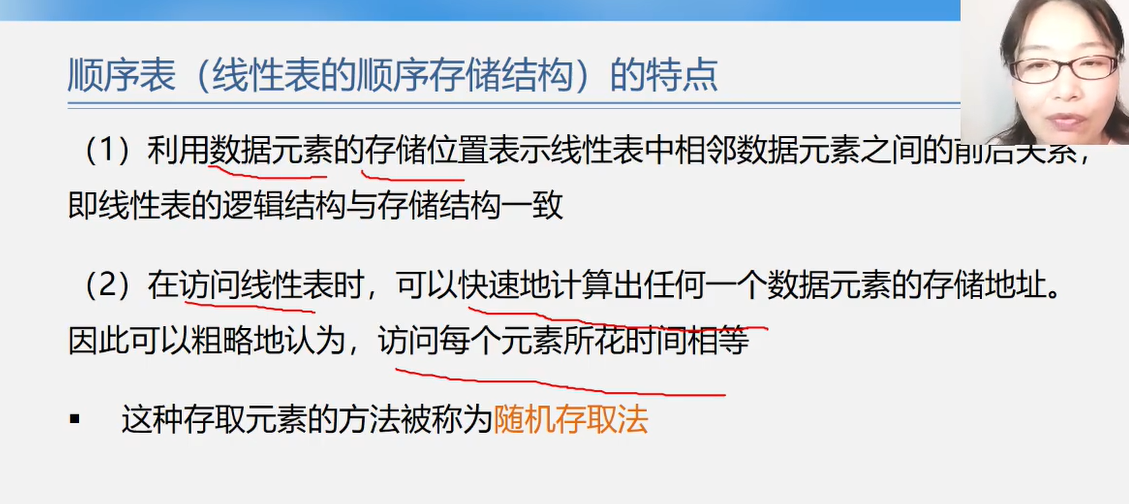 顺序表（线性表的顺序存储结构）的特点
（1）利用数据元素的存储位置表示线性表中相邻数据元素之间的前后关系，
即线性表的逻辑结构与存储结构一致
（2）在访问线性表时，可以快速地计算出任何一个数据元素的存储地址。
因此可以粗略地认为，访问每个元素所花时间相等
▪ 这种存取元素的方法被称为随机存取法